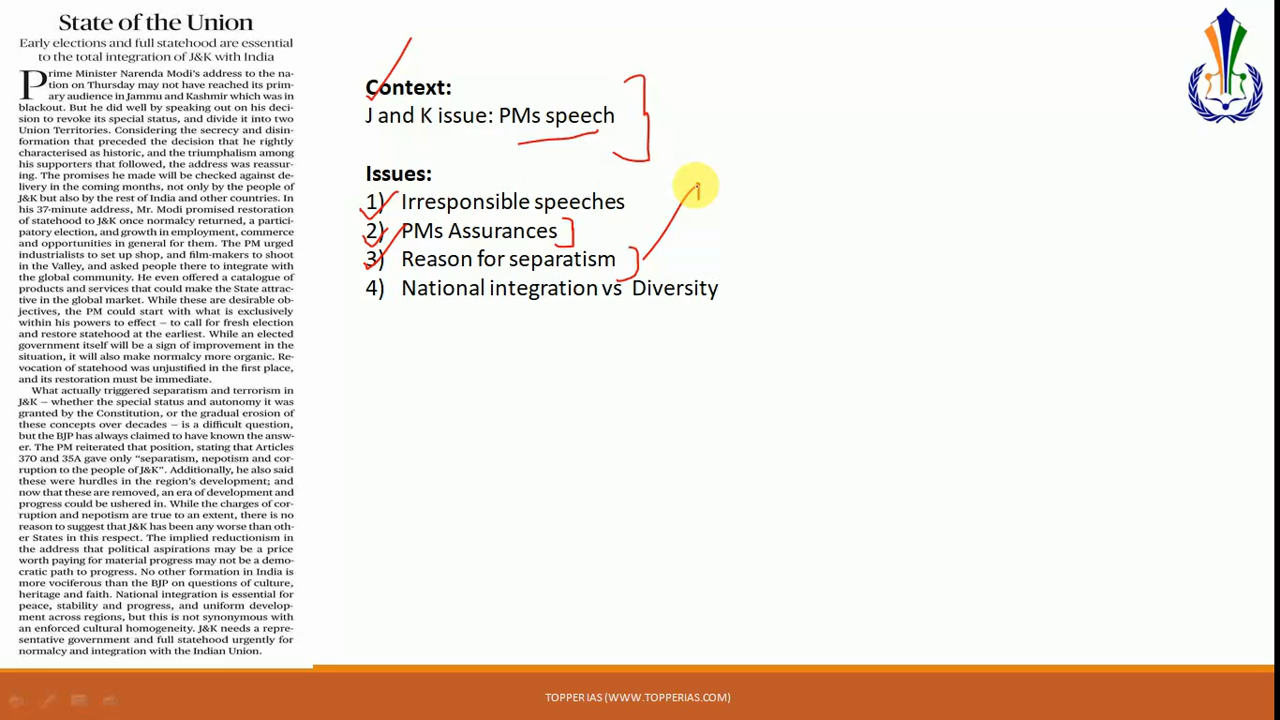 State of the Union
Early elections and full statehood are essential
to the total integration of J&K with India
Prime Minister Narenda Modi's address to the na-
tion on Thursday may not have reached its prim-
ary audience in Jammu and Kashmir which was in
blackout. But he did well by speaking out on his deci-
sion to revoke its special status, and divide it into two
Union Territories. Considering the secrecy and disin-
formation that preceded the decision that he rightly
characterised as historic, and the triumphalism among
his supporters that followed, the address was reassur-
ing. The promises he made will be checked against de-
livery in the coming months, not only by the people of
J&K but also by the rest of India and other countries. In
his 37-minute address, Mr. Modi promised restoration
of statehood to J&K once normalcy returned, a partici-
patory election, and growth in employment, commerce
and opportunities in general for them. The PM urged
industrialists to set up shop, and film-makers to shoot
in the Valley, and asked people there to integrate with
the global community. He even offered a catalogue of
products and services that could make the State attrac-
tive in the global market. While these are desirable ob-
jectives, the PM could start with what is exclusively
within his powers to effect – to call for fresh election
and restore statehood at the earliest. While an elected
government itself will be a sign of improvement in the
situation, it will also make normalcy more organic. Re-
vocation of statehood was unjustified in the first place,
and its restoration must be immediate.
What actually triggered separatism and terrorism in
J&K – whether the special status and autonomy it was
granted by the Constitution, or the gradual erosion of
these concepts over decades – is a difficult question,
but the BJP has always claimed to have known the answ-
er. The PM reiterated that position, stating that Articles
370 and 35A gave only “separatism, nepotism and cor-
ruption to the people of J&K”. Additionally, he also said
these were hurdles in the region's development; and
now that these are removed, an era of development and
progress could be ushered in. While the charges of cor-
ruption and nepotism are true to an extent, there is no
reason to suggest that J&K has been any worse than oth-
er States in this respect. The implied reductionism in
the address that political aspirations may be a price
worth paying for material progress may not be a demo-
cratic path to progress. No other formation in India is
more vociferous than the BJP on questions of culture,
heritage and faith. National integration is essential for
peace, stability and progress, and uniform develop-
ment across regions, but this is not synonymous with
an enforced cultural homogeneity. J&K needs a repre-
sentative government and full statehood urgently for
normalcy and integration with the Indian Union.
Context:
J and K issue: PMs speech
Issues:
1) Irresponsible speeches
2) PMs Assurances
3) Reason for separatism
4) National integration vs Diversity
TOPPER IAS (WWW.TOPPERIAS.COM)